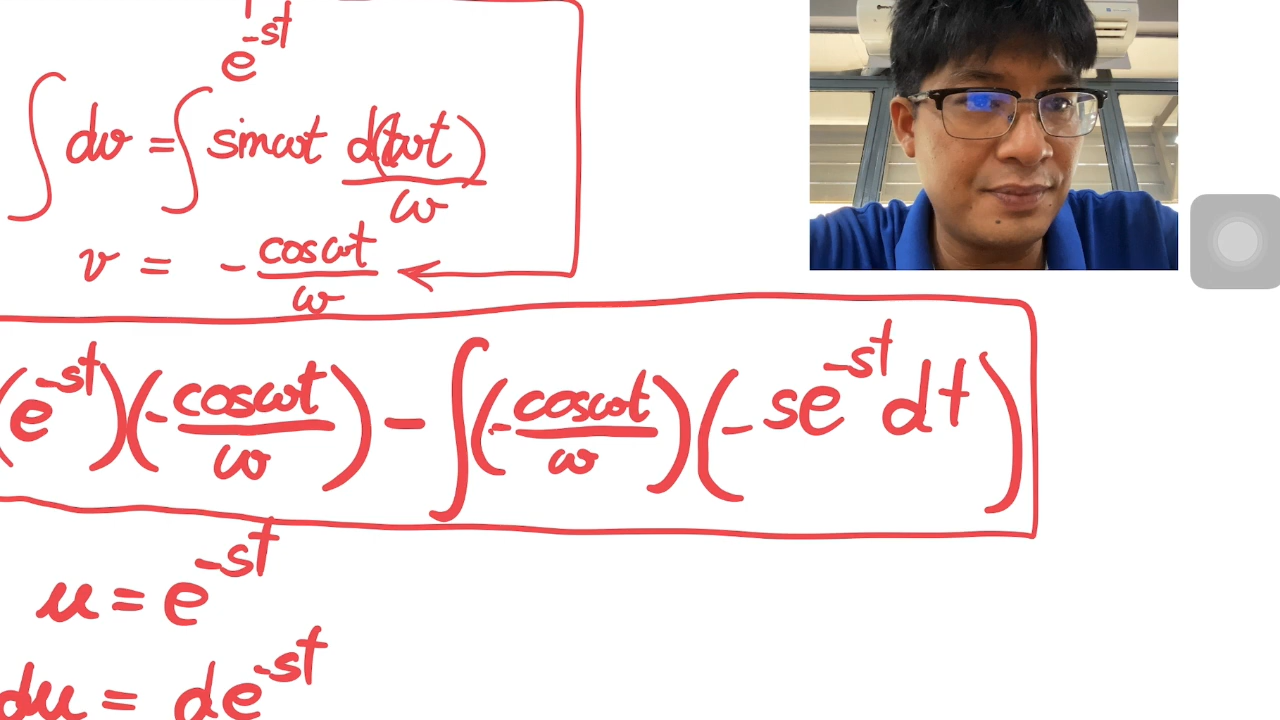 e^{-st}
∫ dv = ∫ sinωt d(ωt)/ω
v = - cosωt/ω
(e^{-st})(- cosωt/ω) - ∫(- cosωt/ω)(- se^{-st} dt)
u = e^{-st}
du = de^{-st}